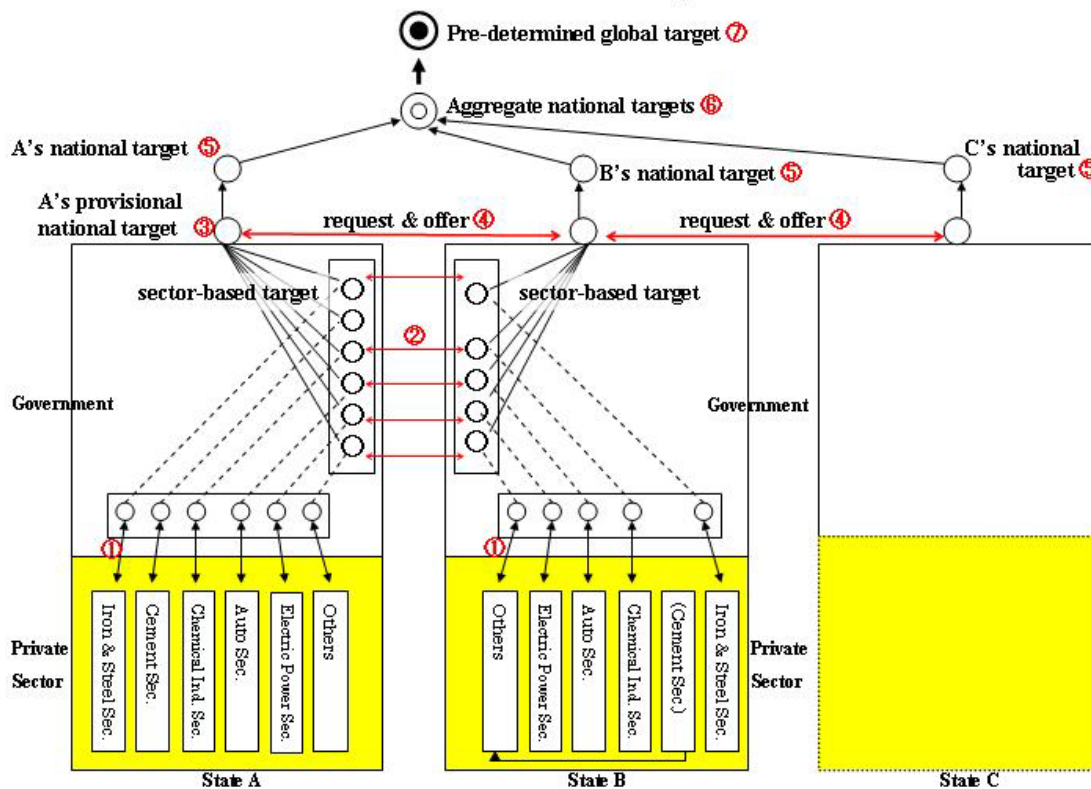 Pre-determined global target ⑦
Aggregate national targets ⑥
A's national target ⑤
B's national target ⑤
C's national
target ⑤
A's provisional
national target ③
request & offer ④
request & offer ④
sector-based target
sector-based target
②
Government
Government
①
①
Private
Sector
Iron & Steel Sec.
Cement Sec.
Chemical Ind. Sec.
Auto Sec.
Electric Power Sec.
Others
Others
Electric Power Sec.
Auto Sec.
Chemical Ind. Sec.
(Cement Sec.)
Iron & Steel Sec.
Private
Sector
State A
State B
State C